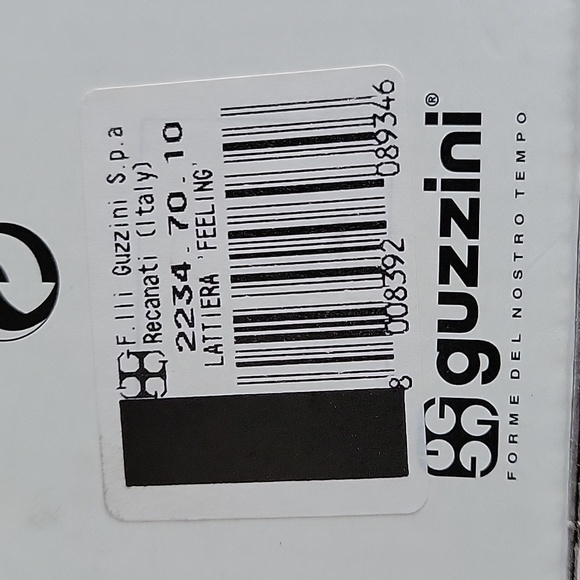 F.lli Guzzini S.p.a
Recanati (Italy)
2234.70.10
LATTIERA 'FEELING'
8 008392 089346
guzzini®
FORME DEL NOSTRO TEMPO